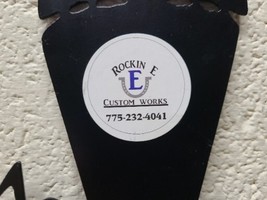 ROCKIN E
E
CUSTOM WORKS
775-232-4041